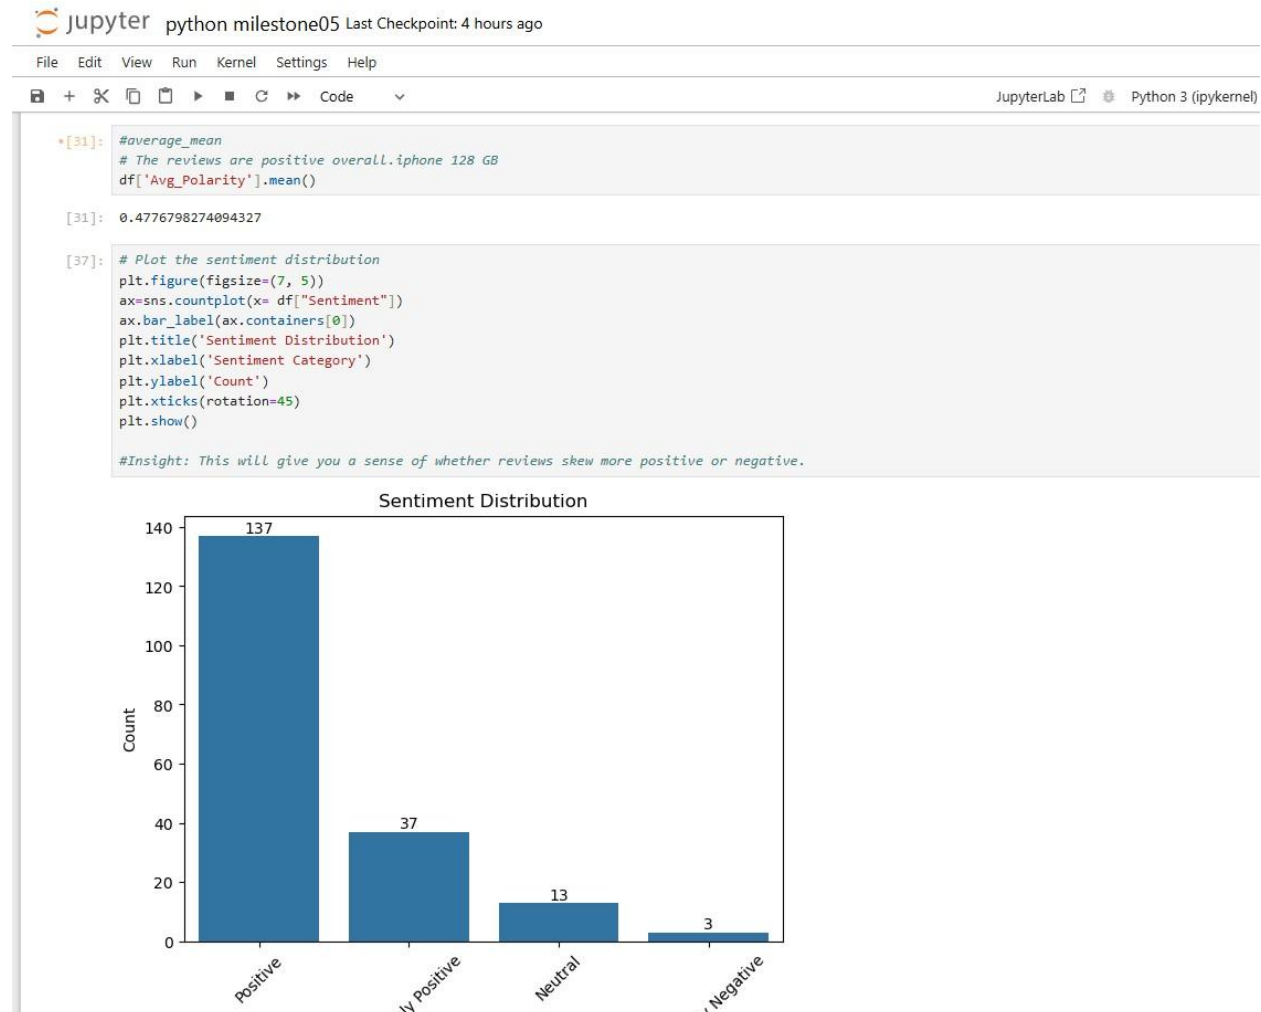 jupyter python milestone05 Last Checkpoint: 4 hours ago
File Edit View Run Kernel Settings Help
Code JupyterLab Python 3 (ipykernel)
[31]: #average_mean
# The reviews are positive overall.iphone 128 GB
df['Avg_Polarity'].mean()
[31]: 0.4776798274094327
[37]: # Plot the sentiment distribution
plt.figure(figsize=(7, 5))
ax=sns.countplot(x= df["Sentiment"])
ax.bar_label(ax.containers[0])
plt.title('Sentiment Distribution')
plt.xlabel('Sentiment Category')
plt.ylabel('Count')
plt.xticks(rotation=45)
plt.show()
#Insight: This will give you a sense of whether reviews skew more positive or negative.
Sentiment Distribution
140
120
100
80
60
40
20
0
Count
137
37
13
3
Positive
ly Positive
Neutral
Negative